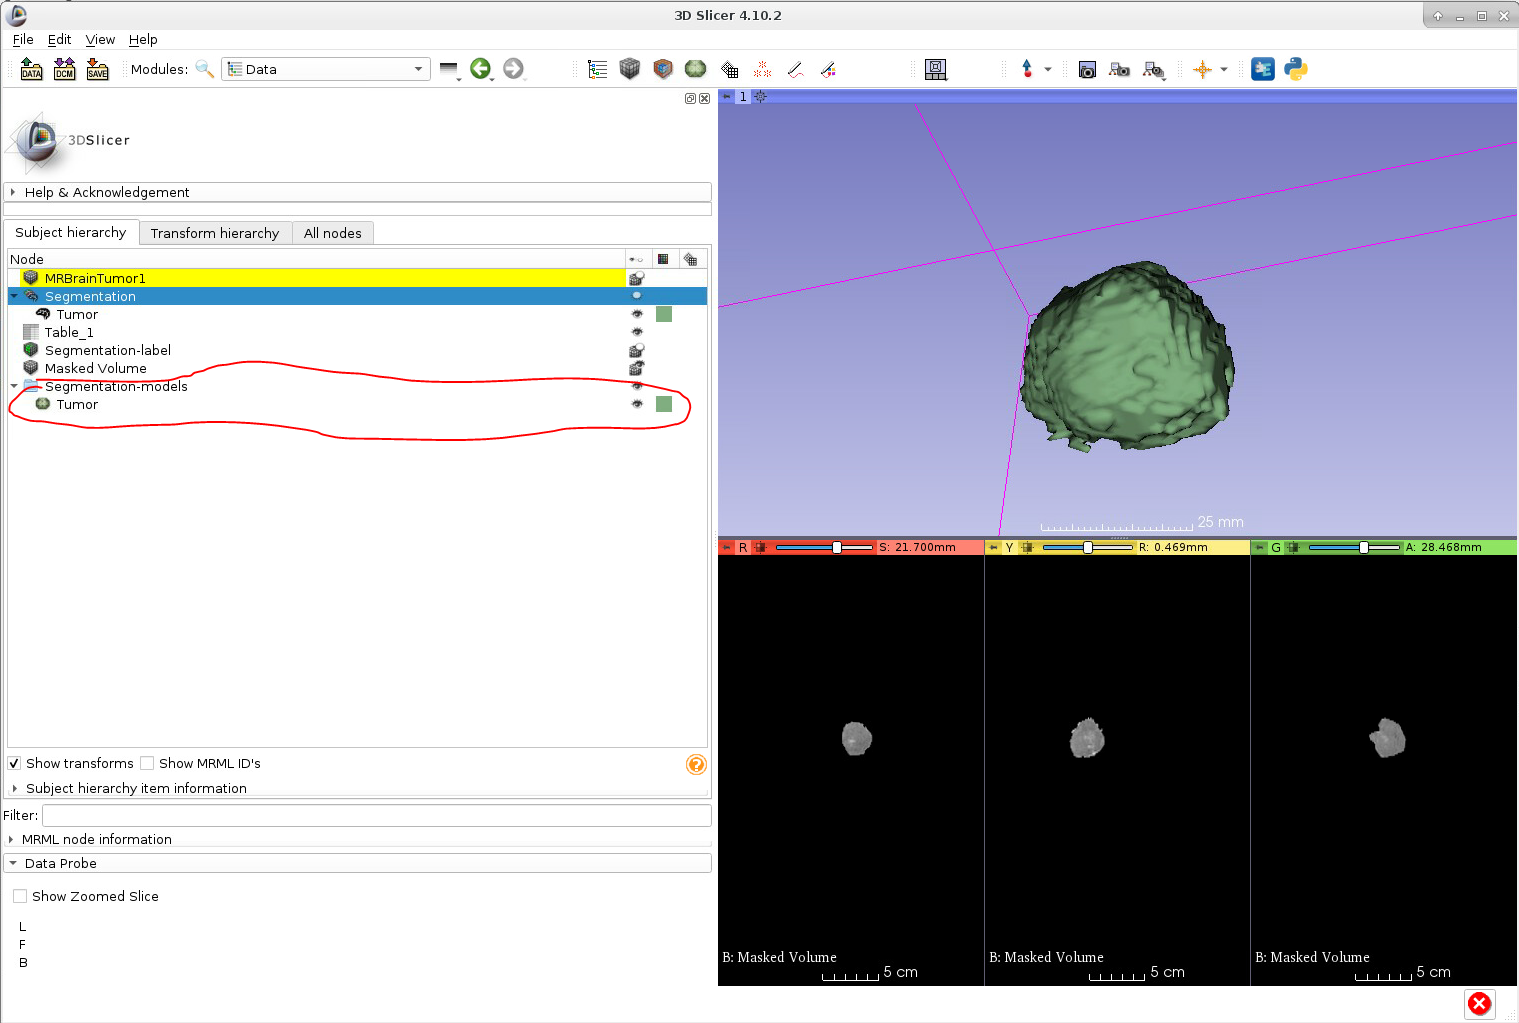 3D Slicer 4.10.2
File Edit View Help
DATA DCM SAVE Modules: Data
1
3DSlicer
Help & Acknowledgement
Subject hierarchy Transform hierarchy All nodes
Node
MRBrainTumor1
Segmentation
Tumor
Table_1
Segmentation-label
Masked Volume
Segmentation-models
Tumor
25 mm
R S: 21.700mm Y R: 0.469mm G A: 28.468mm
Show transforms Show MRML ID's
?
Subject hierarchy item information
Filter:
MRML node information
Data Probe
Show Zoomed Slice
L
F
B
B: Masked Volume B: Masked Volume B: Masked Volume
5 cm 5 cm 5 cm